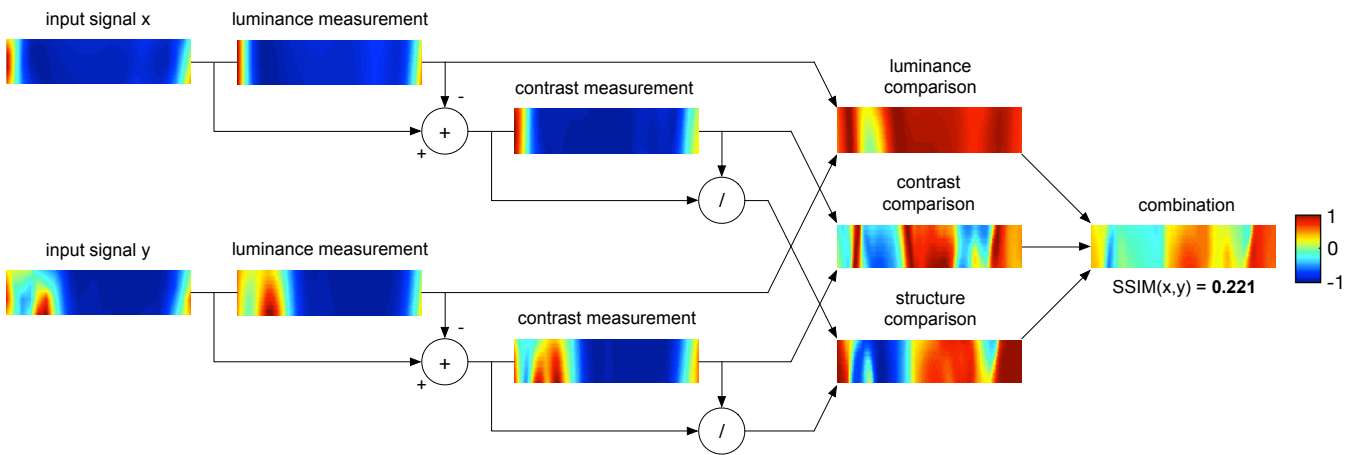 input signal x
luminance measurement
-
+
+
contrast measurement
/
luminance
comparison
contrast
comparison
combination
1
0
-1
SSIM(x,y) = 0.221
input signal y
luminance measurement
-
+
+
contrast measurement
/
structure
comparison